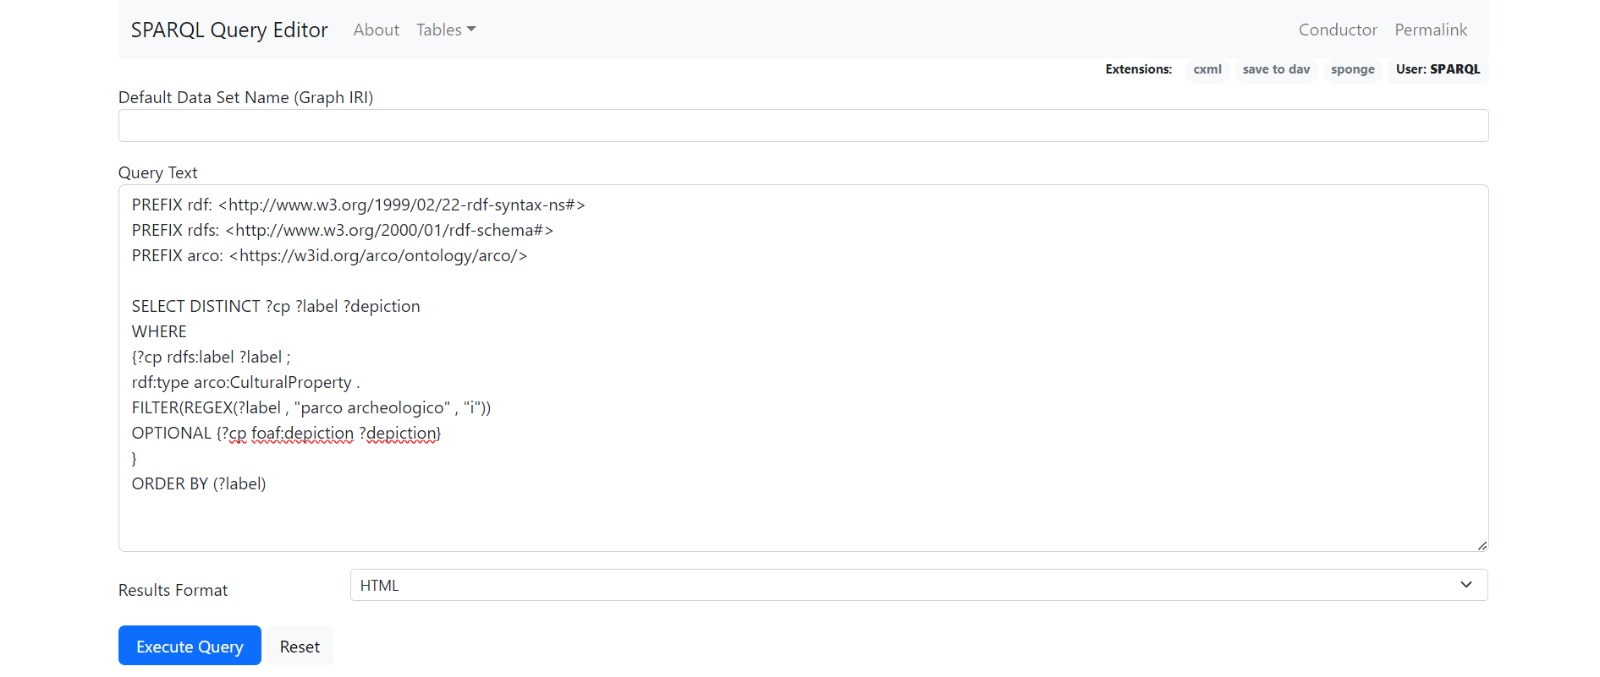 SPARQL Query Editor About Tables Conductor Permalink
Extensions: cxml save to dav sponge User: SPARQL
Default Data Set Name (Graph IRI)
Query Text
PREFIX rdf: <http://www.w3.org/1999/02/22-rdf-syntax-ns#>
PREFIX rdfs: <http://www.w3.org/2000/01/rdf-schema#>
PREFIX arco: <https://w3id.org/arco/ontology/arco/>
SELECT DISTINCT ?cp ?label ?depiction
WHERE
{?cp rdfs:label ?label ;
rdf:type arco:CulturalProperty .
FILTER(REGEX(?label , "parco archeologico" , "i"))
OPTIONAL {?cp foaf:depiction ?depiction}
}
ORDER BY (?label)
Results Format HTML
Execute Query Reset